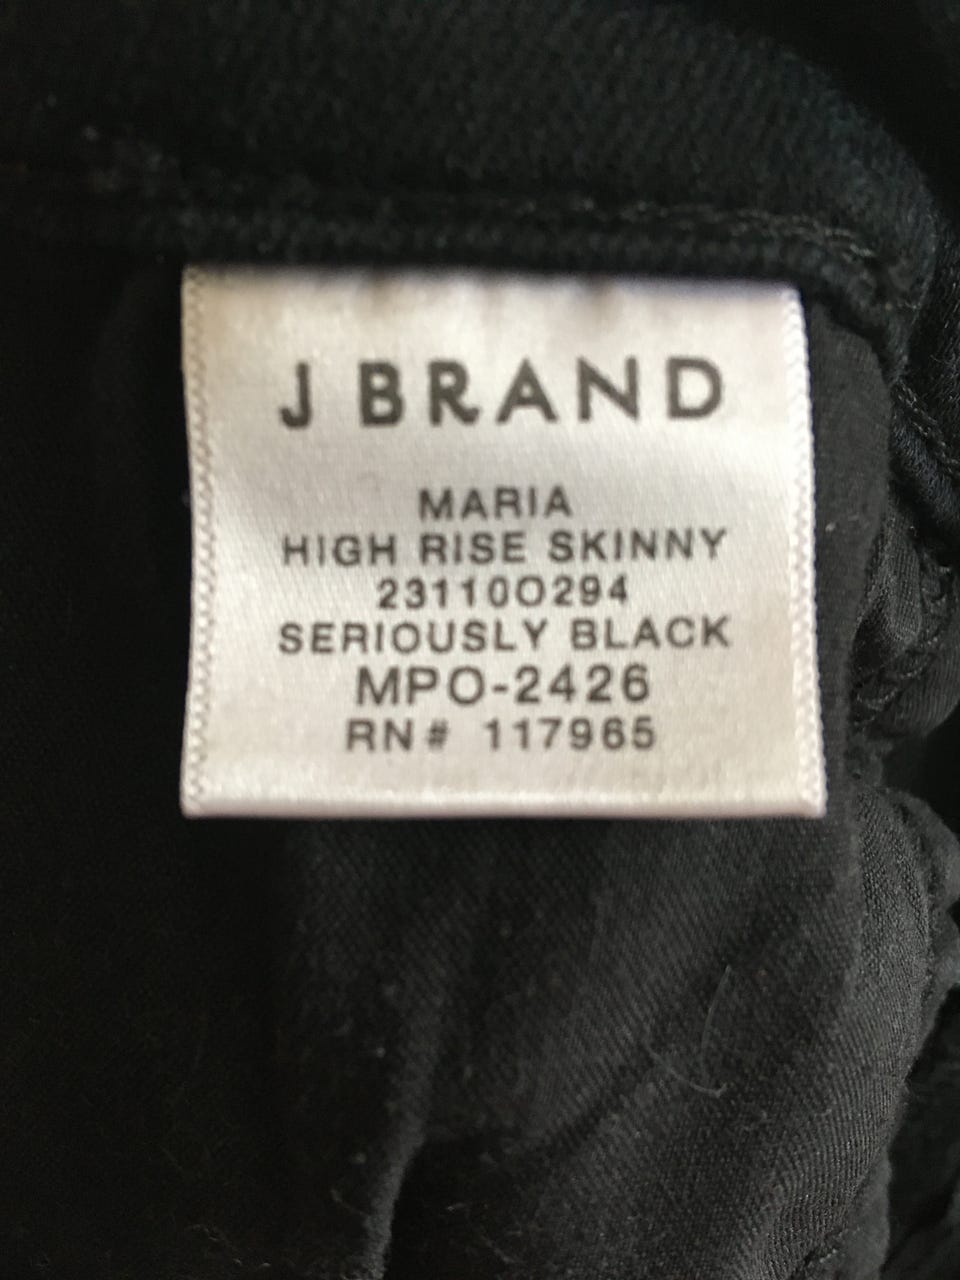 J BRAND
MARIA
HIGH RISE SKINNY
23110O294
SERIOUSLY BLACK
MPO-2426
RN# 117965